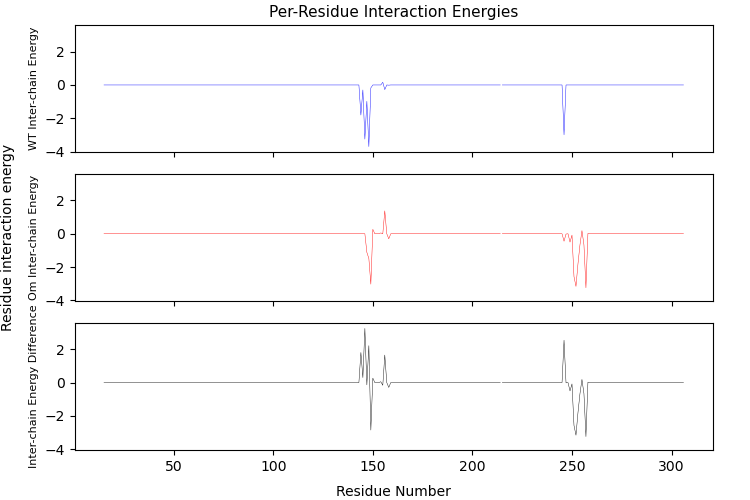 Per-Residue Interaction Energies
Residue interaction energy
WT Inter-chain Energy
2
0
−2
−4
Om Inter-chain Energy
2
0
−2
−4
Inter-chain Energy Difference
2
0
−2
−4
50 100 150 200 250 300
Residue Number